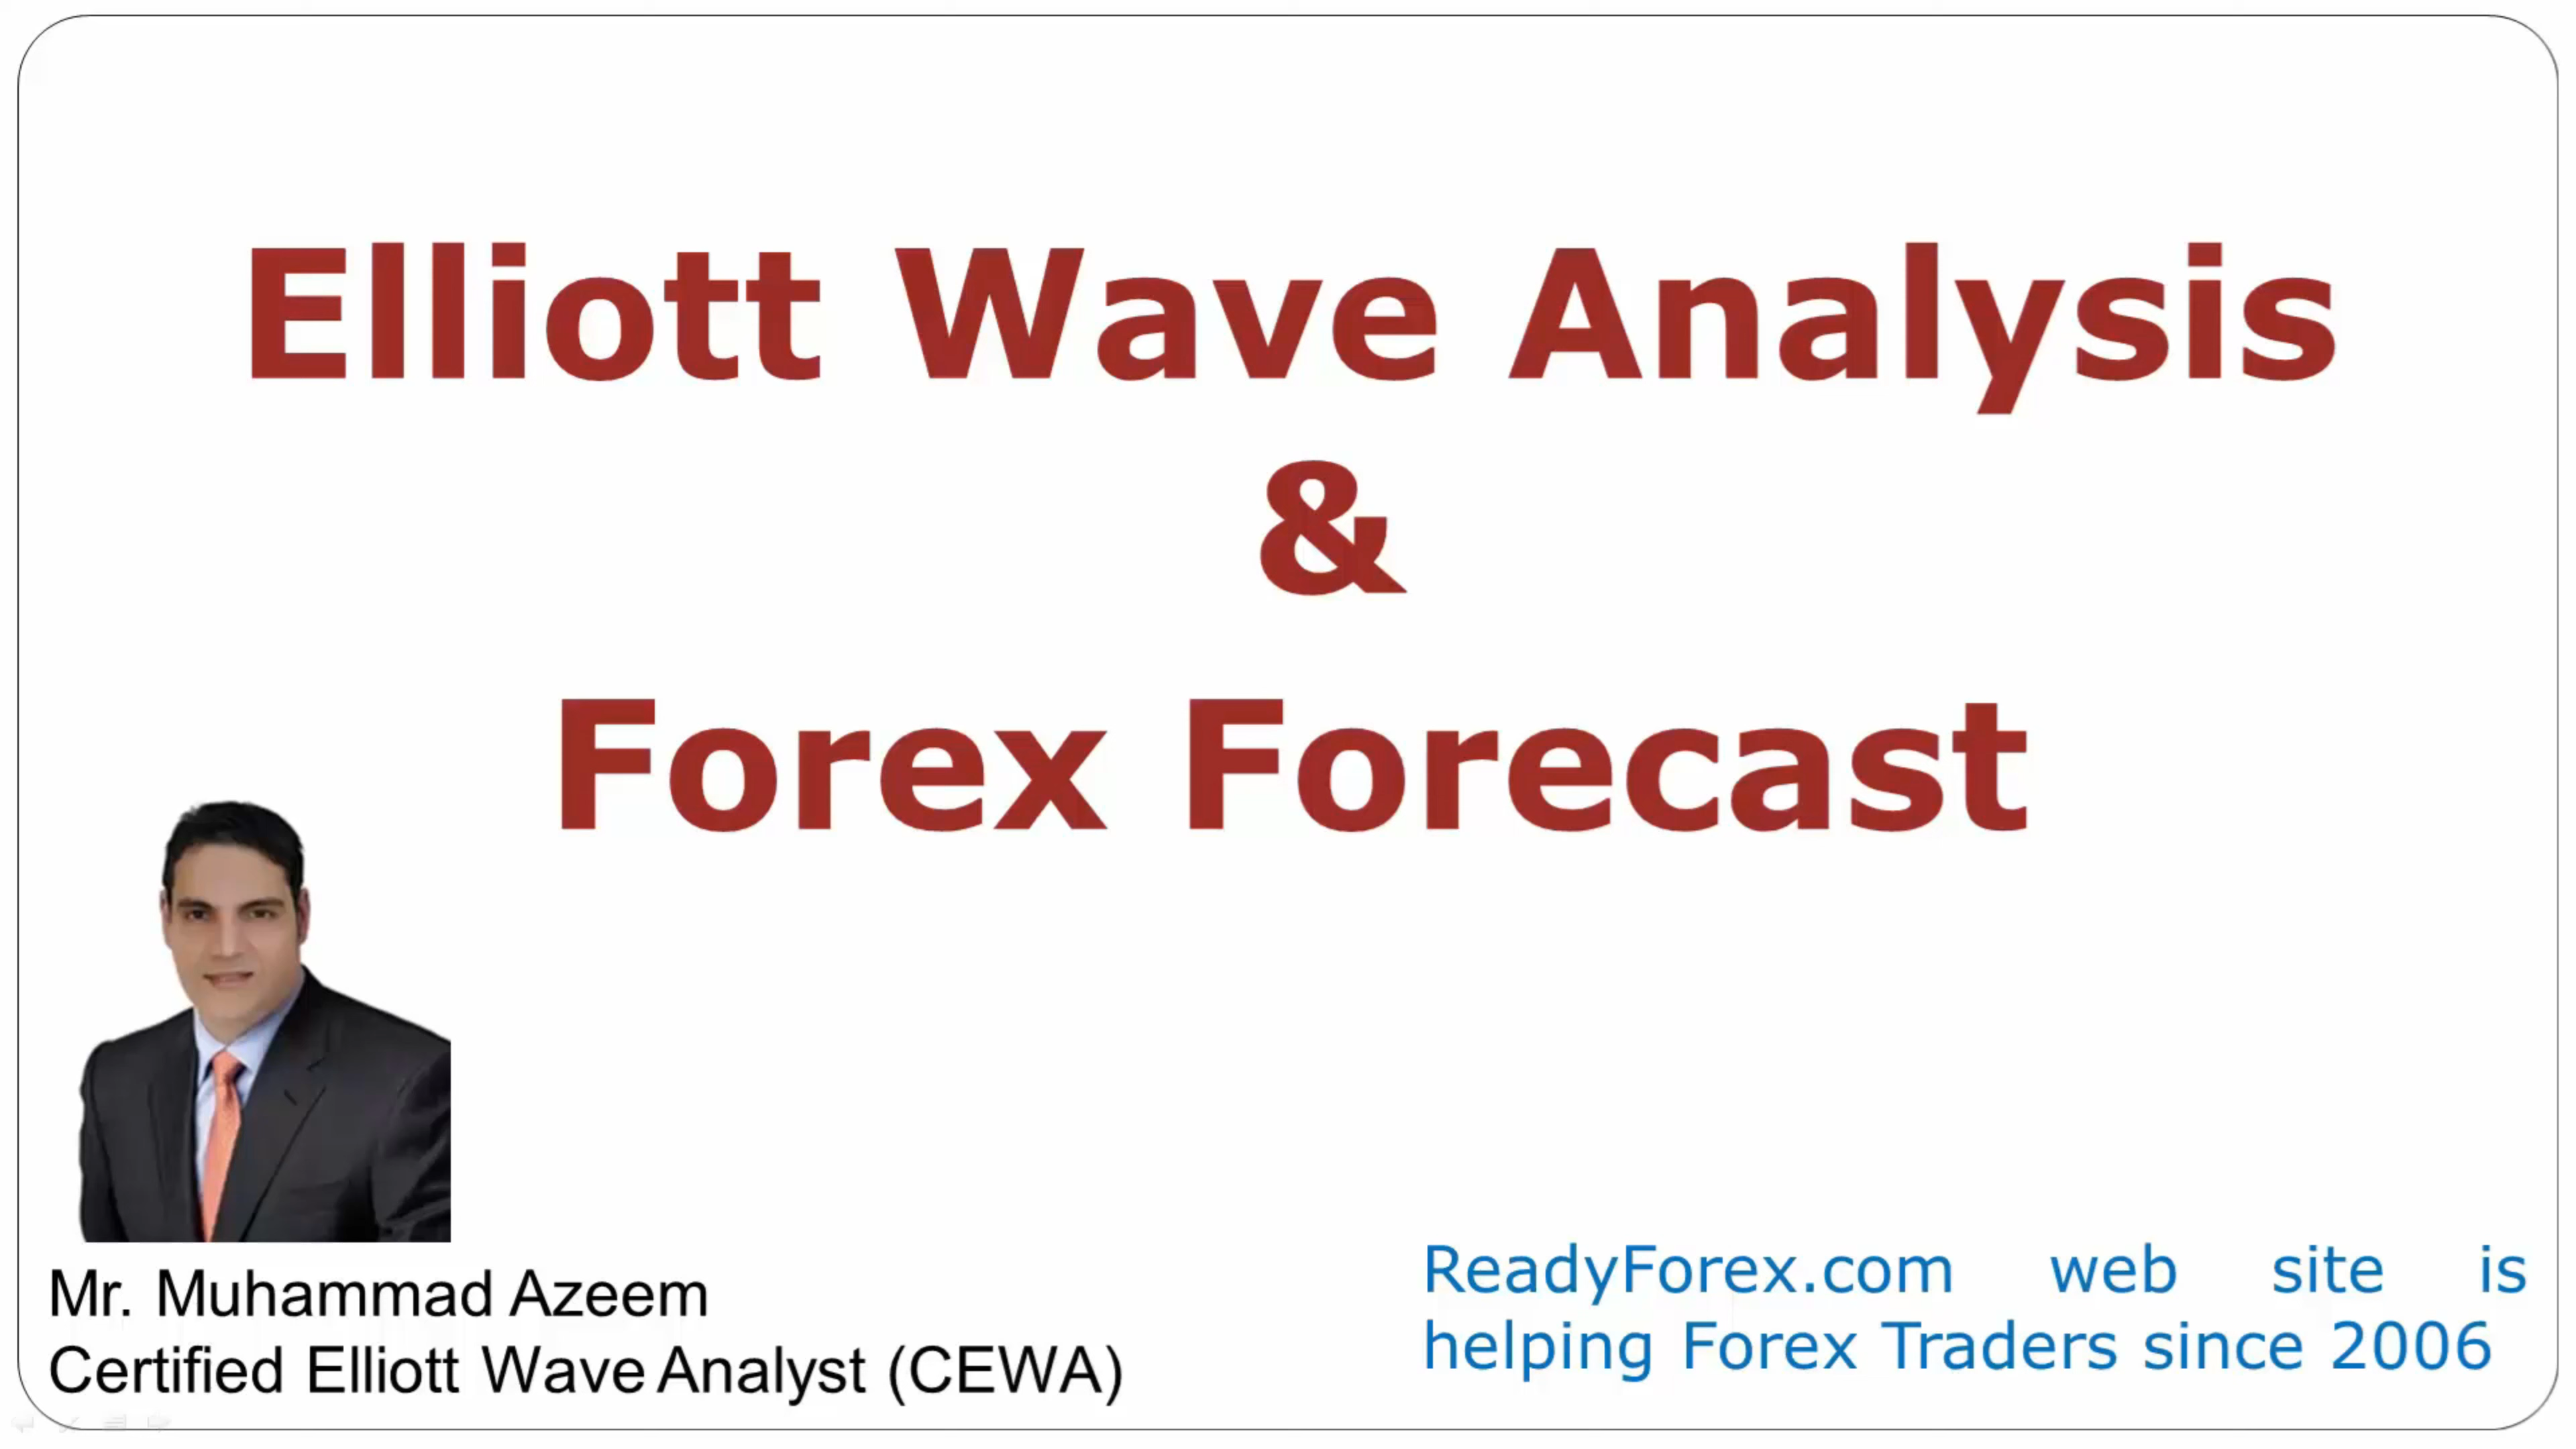 Elliott Wave Analysis
&
Forex Forecast
Mr. Muhammad Azeem
Certified Elliott Wave Analyst (CEWA)
ReadyForex.com web site is
helping Forex Traders since 2006